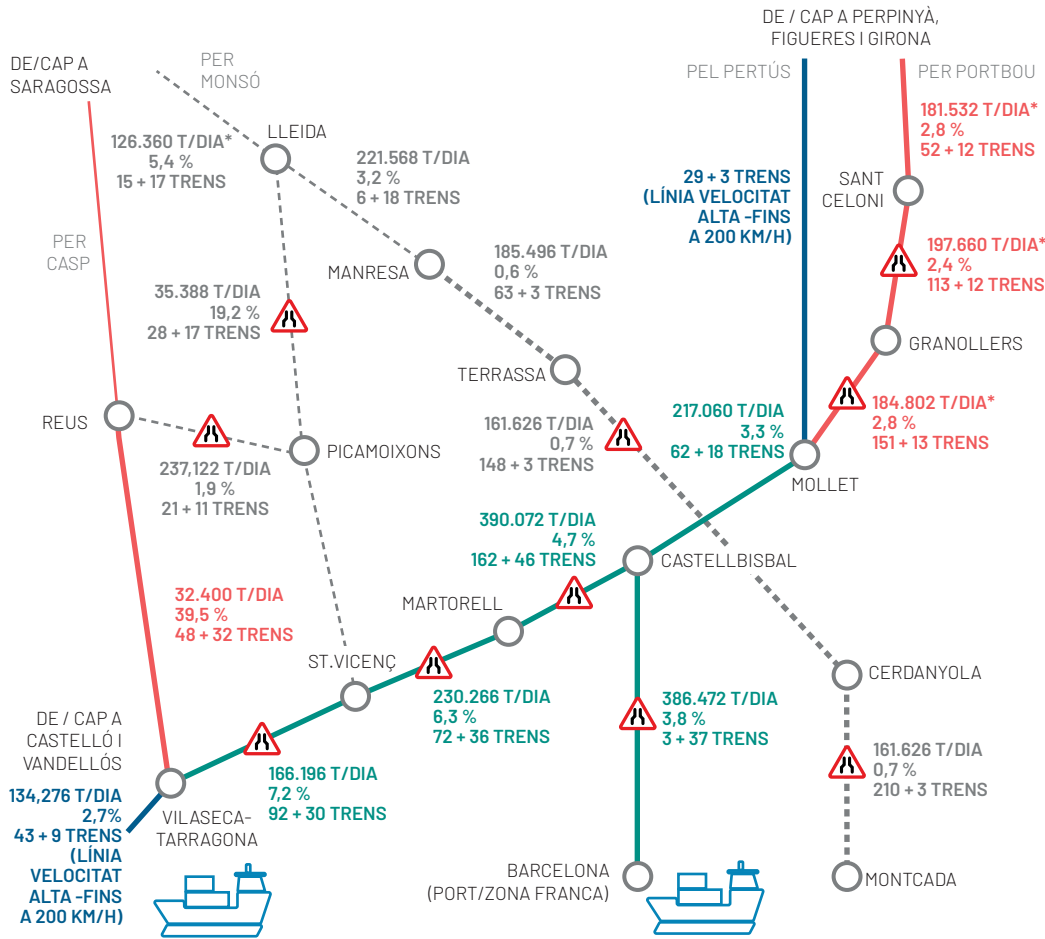 DE / CAP A PERPINYÀ,
FIGUERES I GIRONA
DE/CAP A
SARAGOSSA
PER
MONSÓ
PEL PERTÚS
PER PORTBOU
181.532 T/DIA*
2,8 %
52 + 12 TRENS
126.360 T/DIA*
5,4 %
15 + 17 TRENS
LLEIDA
221.568 T/DIA
3,2 %
6 + 18 TRENS
29 + 3 TRENS
(LÍNIA VELOCITAT
ALTA -FINS
A 200 KM/H)
SANT
CELONI
PER
CASP
MANRESA
185.496 T/DIA
0,6 %
63 + 3 TRENS
197.660 T/DIA*
2,4 %
113 + 12 TRENS
35.388 T/DIA
19,2 %
28 + 17 TRENS
GRANOLLERS
TERRASSA
REUS
161.626 T/DIA
0,7 %
148 + 3 TRENS
217.060 T/DIA
3,3 %
62 + 18 TRENS
184.802 T/DIA*
2,8 %
151 + 13 TRENS
PICAMOIXONS
237,122 T/DIA
1,9 %
21 + 11 TRENS
MOLLET
390.072 T/DIA
4,7 %
162 + 46 TRENS
CASTELLBISBAL
32.400 T/DIA
39,5 %
48 + 32 TRENS
MARTORELL
ST.VICENÇ
CERDANYOLA
230.266 T/DIA
6,3 %
72 + 36 TRENS
386.472 T/DIA
3,8 %
3 + 37 TRENS
DE / CAP A
CASTELLÓ I
VANDELLÓS
134,276 T/DIA
2,7%
43 + 9 TRENS
(LÍNIA
VELOCITAT
ALTA -FINS
A 200 KM/H)
166.196 T/DIA
7,2 %
92 + 30 TRENS
161.626 T/DIA
0,7 %
210 + 3 TRENS
VILASECA-
TARRAGONA
BARCELONA
(PORT/ZONA FRANCA)
MONTCADA